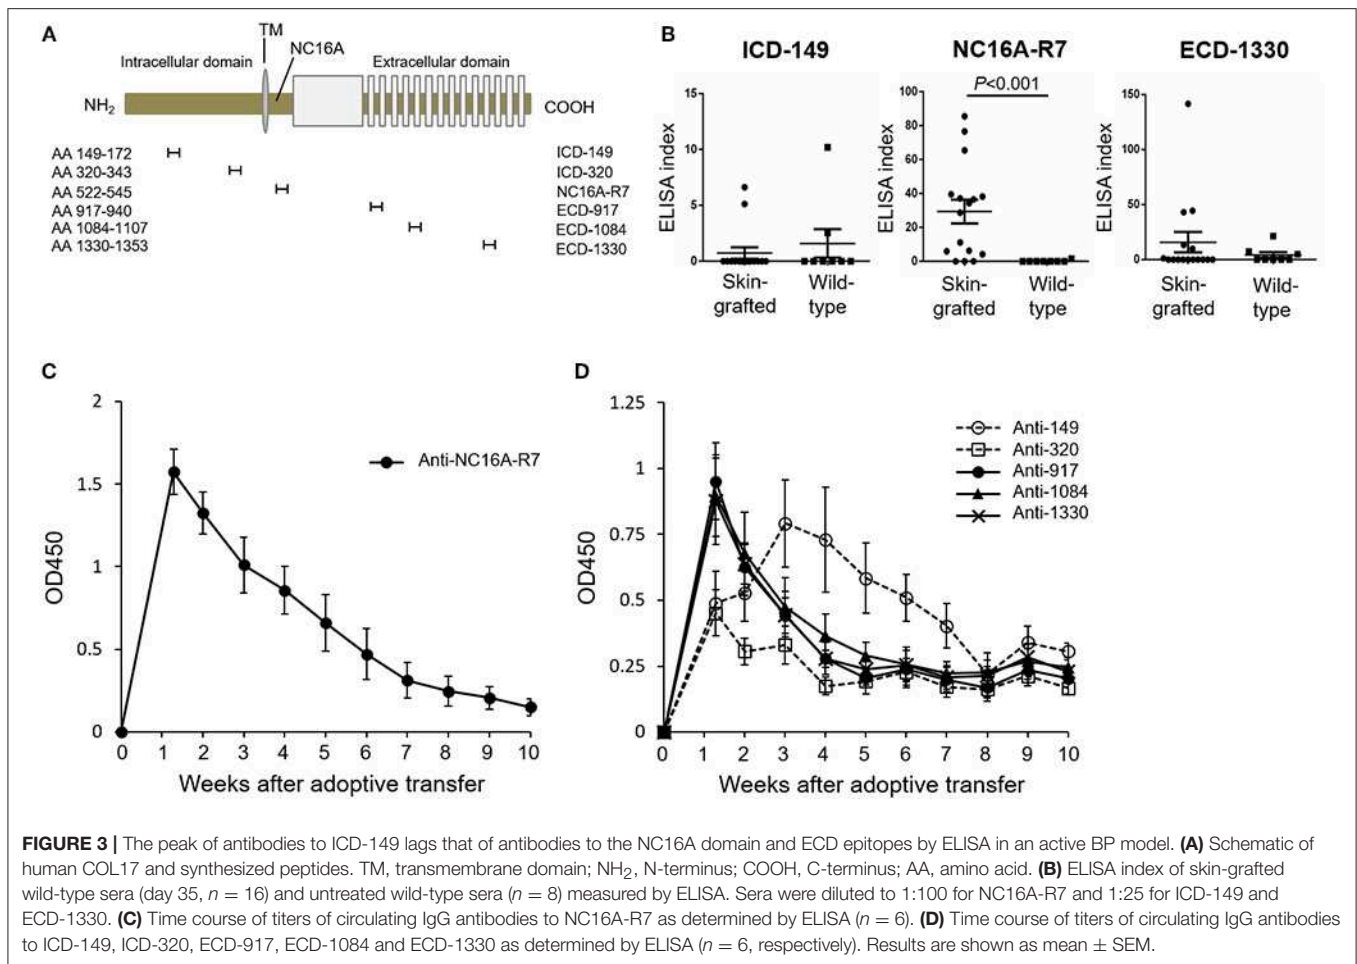 A
TM
NC16A
Intracellular domain
Extracellular domain
NH2
COOH
AA 149-172
ICD-149
AA 320-343
ICD-320
AA 522-545
NC16A-R7
AA 917-940
ECD-917
AA 1084-1107
ECD-1084
AA 1330-1353
ECD-1330
B
ICD-149
ELISA index
15
10
5
0
Skin-
grafted
Wild-
type
NC16A-R7
P<0.001
ELISA index
100
80
60
40
20
0
Skin-
grafted
Wild-
type
ECD-1330
ELISA index
150
100
50
0
Skin-
grafted
Wild-
type
C
OD450
2
1.5
1
0.5
0
Anti-NC16A-R7
0 1 2 3 4 5 6 7 8 9 10
Weeks after adoptive transfer
D
OD450
1.25
1
0.75
0.5
0.25
0
Anti-149
Anti-320
Anti-917
Anti-1084
Anti-1330
0 1 2 3 4 5 6 7 8 9 10
Weeks after adoptive transfer
FIGURE 3 | The peak of antibodies to ICD-149 lags that of antibodies to the NC16A domain and ECD epitopes by ELISA in an active BP model. (A) Schematic of
human COL17 and synthesized peptides. TM, transmembrane domain; NH2, N-terminus; COOH, C-terminus; AA, amino acid. (B) ELISA index of skin-grafted
wild-type sera (day 35, n = 16) and untreated wild-type sera (n = 8) measured by ELISA. Sera were diluted to 1:100 for NC16A-R7 and 1:25 for ICD-149 and
ECD-1330. (C) Time course of titers of circulating IgG antibodies to NC16A-R7 as determined by ELISA (n = 6). (D) Time course of titers of circulating IgG antibodies
to ICD-149, ICD-320, ECD-917, ECD-1084 and ECD-1330 as determined by ELISA (n = 6, respectively). Results are shown as mean ± SEM.